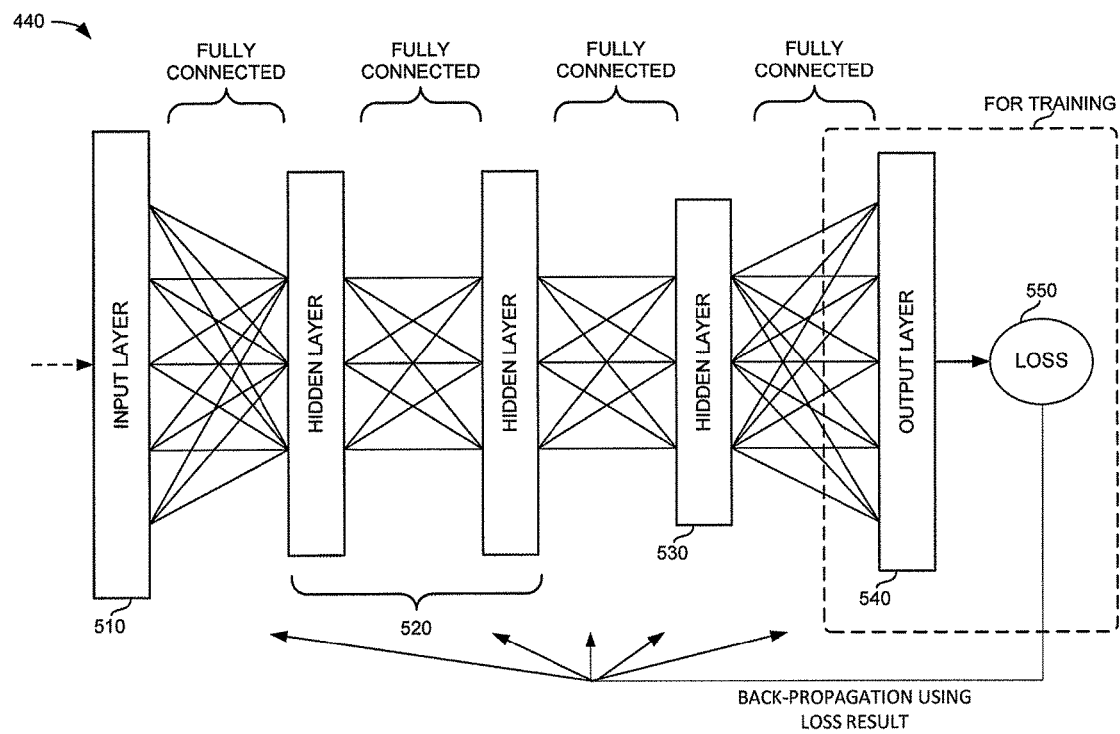 440
FULLY
CONNECTED
FULLY
CONNECTED
FULLY
CONNECTED
FULLY
CONNECTED
FOR TRAINING
INPUT LAYER
HIDDEN LAYER
HIDDEN LAYER
HIDDEN LAYER
OUTPUT LAYER
550
LOSS
510
520
530
540
BACK-PROPAGATION USING
LOSS RESULT